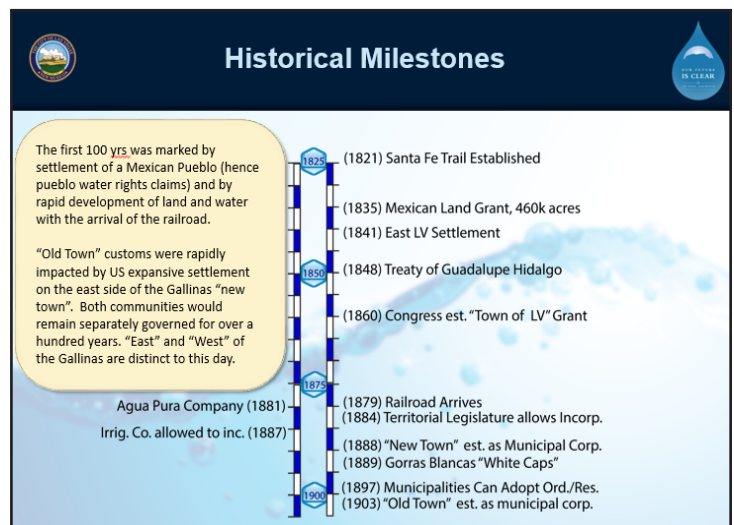 Historical Milestones
IS CLEAR
The first 100 yrs was marked by
settlement of a Mexican Pueblo (hence
pueblo water rights claims) and by
rapid development of land and water
with the arrival of the railroad.
“Old Town” customs were rapidly
impacted by US expansive settlement
on the east side of the Gallinas “new
town”.  Both communities would
remain separately governed for over a
hundred years. “East” and “West” of
the Gallinas are distinct to this day.
1825
(1821) Santa Fe Trail Established
(1835) Mexican Land Grant, 460k acres
(1841) East LV Settlement
1850
(1848) Treaty of Guadalupe Hidalgo
(1860) Congress est. “Town of LV” Grant
1875
Agua Pura Company (1881)
Irrig. Co. allowed to inc. (1887)
(1879) Railroad Arrives
(1884) Territorial Legislature allows Incorp.
(1888) “New Town” est. as Municipal Corp.
(1889) Gorras Blancas “White Caps”
1900
(1897) Municipalities Can Adopt Ord./Res.
(1903) “Old Town” est. as municipal corp.